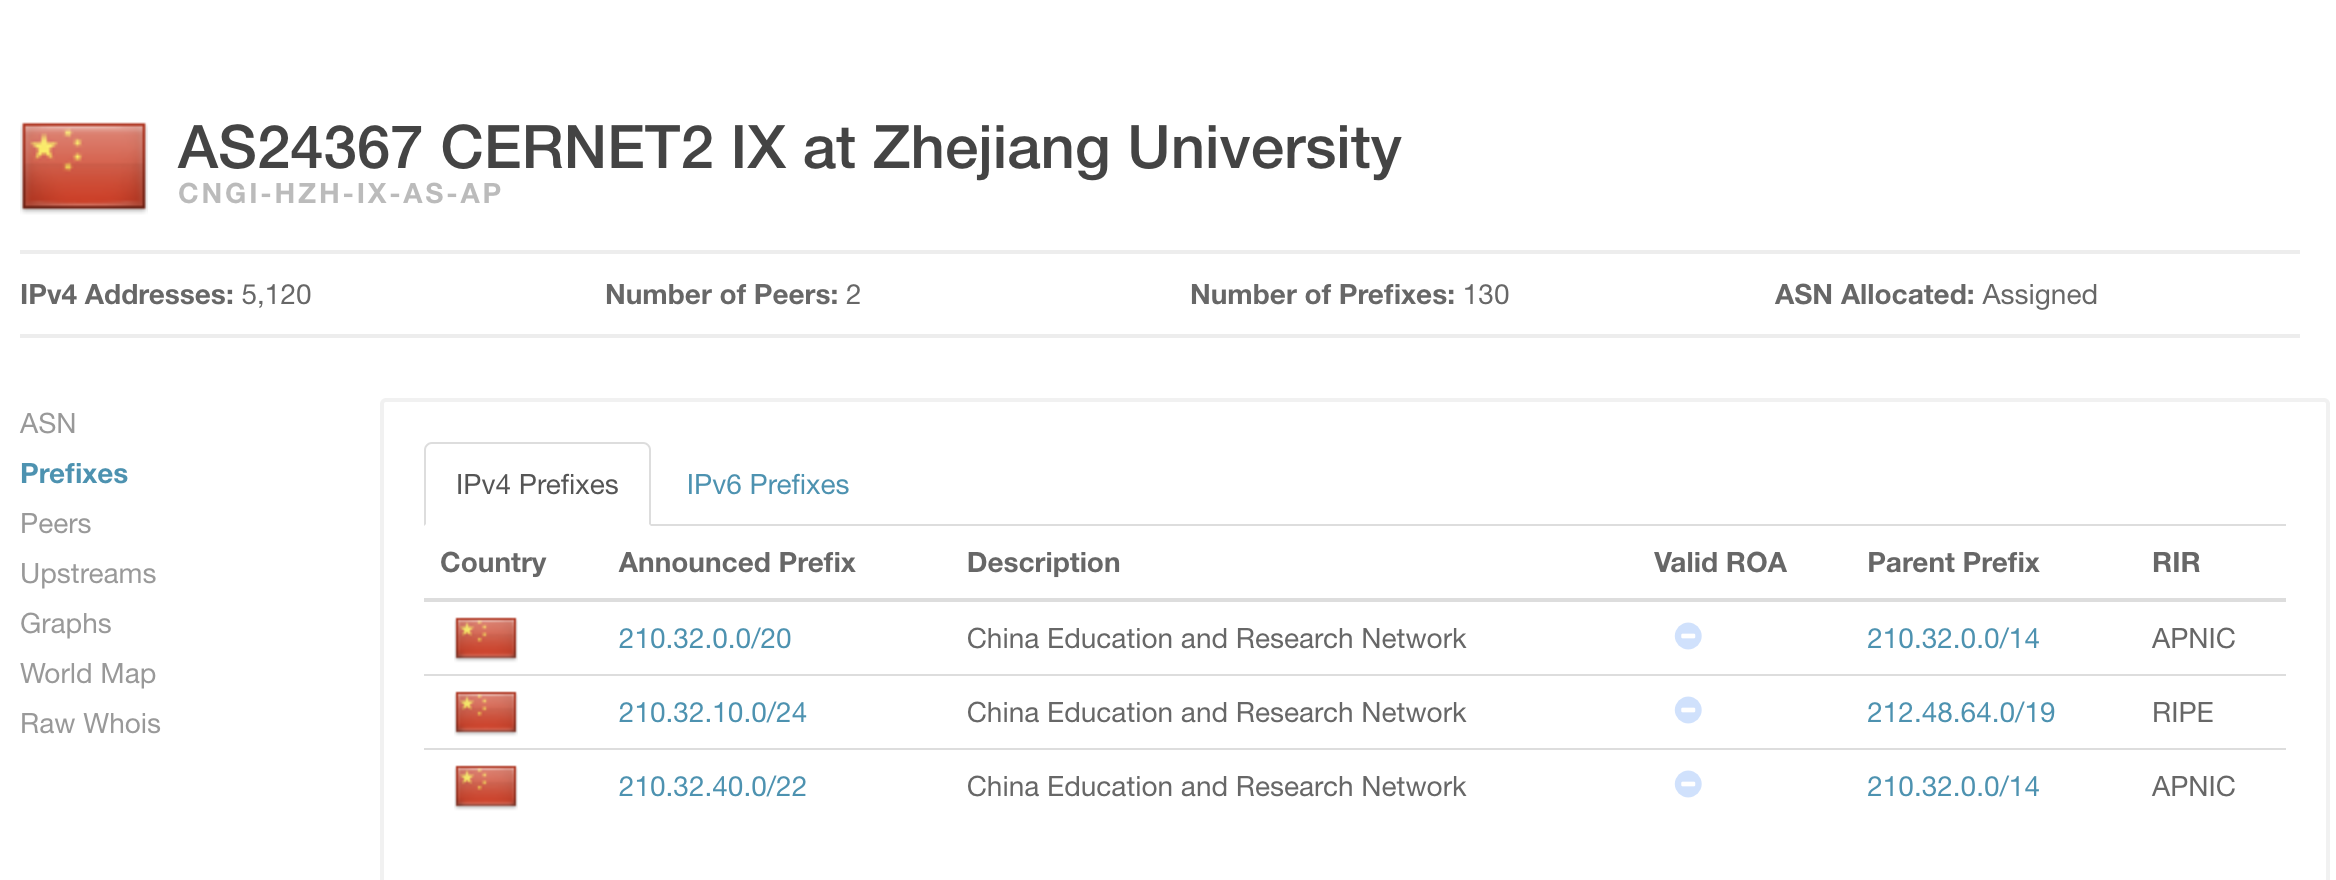 AS24367 CERNET2 IX at Zhejiang University
CNGI-HZH-IX-AS-AP
IPv4 Addresses: 5,120 Number of Peers: 2 Number of Prefixes: 130 ASN Allocated: Assigned
ASN
Prefixes
Peers
Upstreams
Graphs
World Map
Raw Whois
IPv4 Prefixes IPv6 Prefixes
Country Announced Prefix Description Valid ROA Parent Prefix RIR
210.32.0.0/20 China Education and Research Network 210.32.0.0/14 APNIC
210.32.10.0/24 China Education and Research Network 212.48.64.0/19 RIPE
210.32.40.0/22 China Education and Research Network 210.32.0.0/14 APNIC